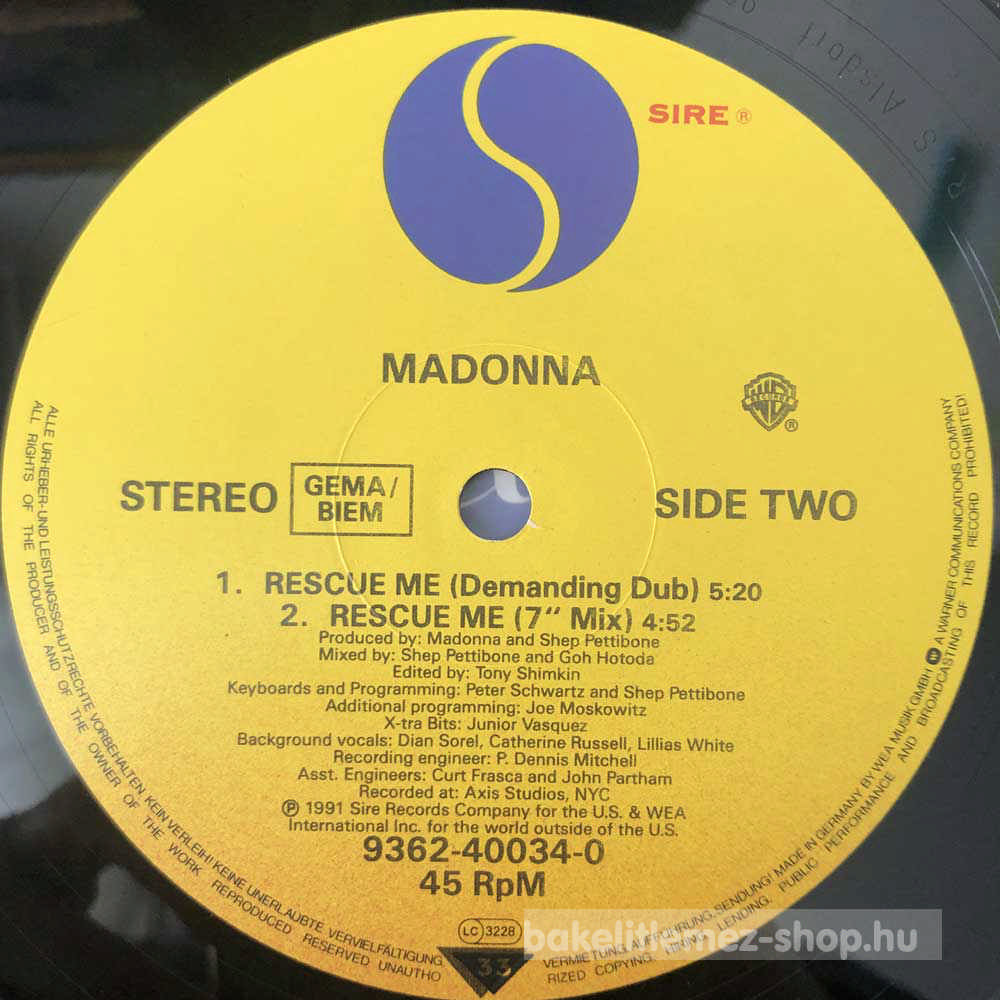 S Alsdorf
SIRE ®
MADONNA
WB
RECORDS
®
STEREO
GEMA/
BIEM
SIDE TWO
1. RESCUE ME (Demanding Dub) 5:20
2. RESCUE ME (7" Mix) 4:52
Produced by: Madonna and Shep Pettibone
Mixed by: Shep Pettibone and Goh Hotoda
Edited by: Tony Shimkin
Keyboards and Programming: Peter Schwartz and Shep Pettibone
Additional programming: Joe Moskowitz
X-tra Bits: Junior Vasquez
Background vocals: Dian Sorel, Catherine Russell, Lillias White
Recording engineer: P. Dennis Mitchell
Asst. Engineers: Curt Frasca and John Partham
Recorded at: Axis Studios, NYC
℗ 1991 Sire Records Company for the U.S. & WEA
International Inc. for the world outside of the U.S.
9362-40034-0
45 RpM
LC 3228
33
ALLE URHEBER-UND LEISTUNGSSCHUTZRECHTE VORBEHALTEN KEIN VERLEIH! KEINE UNERLAUBTE VERVIELFÄLTIGUNG
VERMIETUNG, AUFFÜHRUNG, SENDUNG! MADE IN GERMANY BY WEA MUSIK GMBH A WARNER COMMUNICATIONS COMPANY
ALL RIGHTS OF THE PRODUCER AND OF THE OWNER OF THE WORK REPRODUCED RESERVED UNAUTHO
RIZED COPYING, HIRING, LENDING, PUBLIC PERFORMANCE AND BROADCASTING OF THIS RECORD PROHIBITED!
bakelitlemez-shop.hu